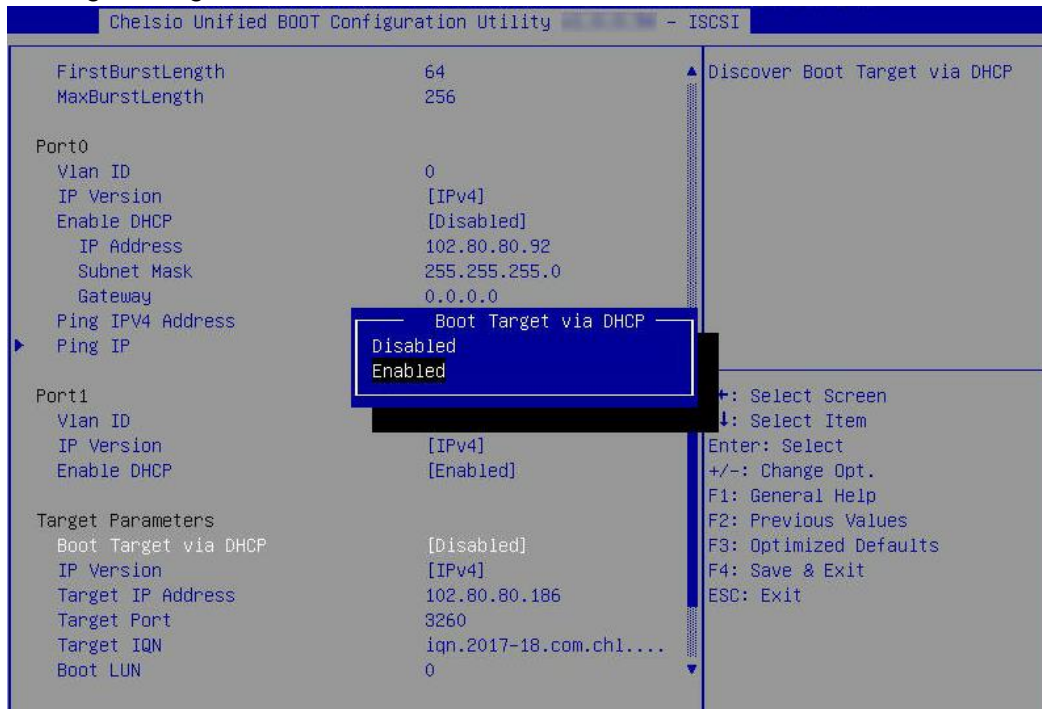 Chelsio Unified BOOT Configuration Utility - ISCSI
FirstBurstLength 64
MaxBurstLength 256
Port0
Vlan ID 0
IP Version [IPv4]
Enable DHCP [Disabled]
IP Address 102.80.80.92
Subnet Mask 255.255.255.0
Gateway 0.0.0.0
Ping IPV4 Address
Ping IP
Port1
Vlan ID
IP Version [IPv4]
Enable DHCP [Enabled]
Target Parameters
Boot Target via DHCP [Disabled]
IP Version [IPv4]
Target IP Address 102.80.80.186
Target Port 3260
Target IQN iqn.2017-18.com.chl....
Boot LUN 0
Boot Target via DHCP
Disabled
Enabled
Discover Boot Target via DHCP
: Select Screen
: Select Item
Enter: Select
+/-: Change Opt.
F1: General Help
F2: Previous Values
F3: Optimized Defaults
F4: Save & Exit
ESC: Exit